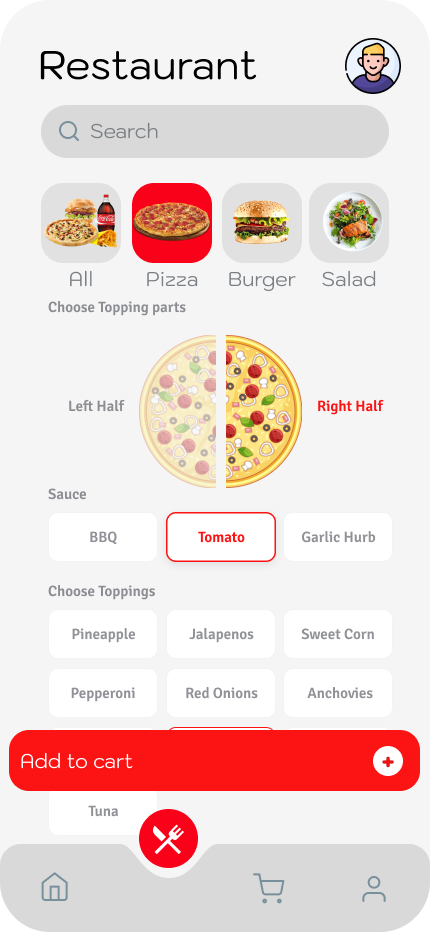 Restaurant
Search
All Pizza Burger Salad
Choose Topping parts
Left Half Right Half
Sauce
BBQ Tomato Garlic Hurb
Choose Toppings
Pineapple Jalapenos Sweet Corn
Pepperoni Red Onions Anchovies
Add to cart
Tuna